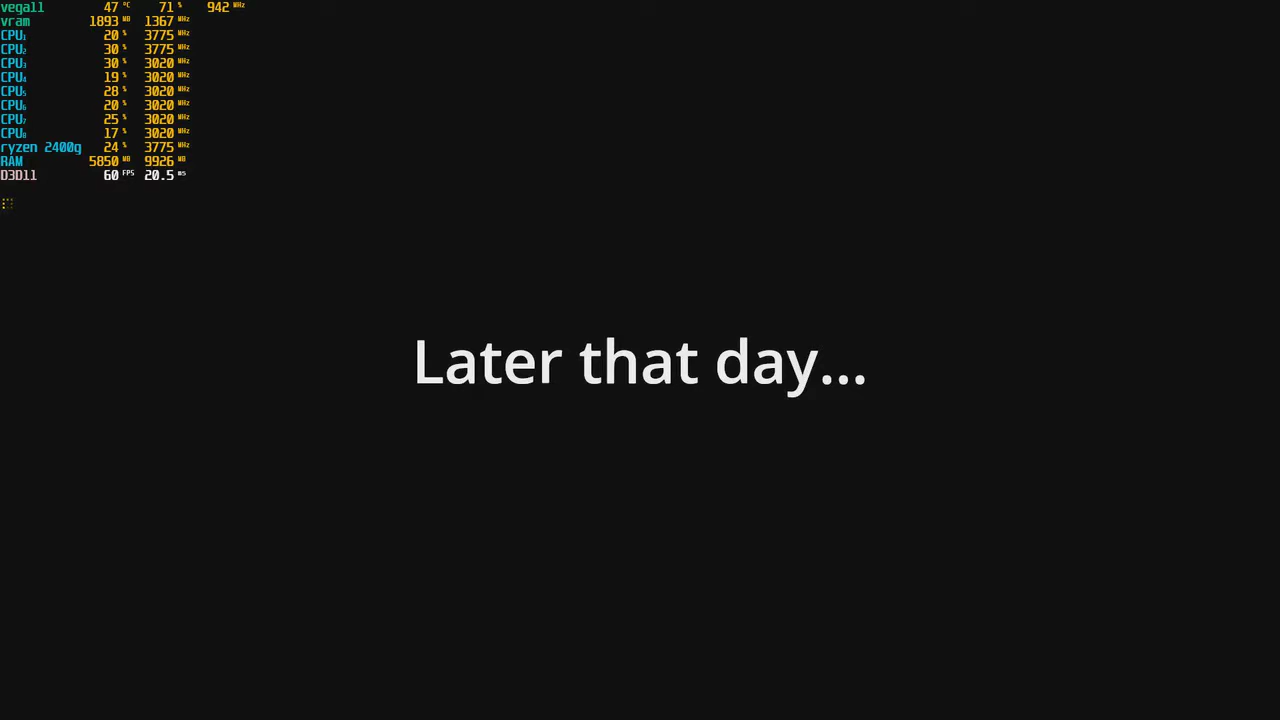 vega11 47 °C 71 % 942 MHz
vram 1893 MB 1367 MHz
CPU1 20 % 3775 MHz
CPU2 30 % 3775 MHz
CPU3 30 % 3020 MHz
CPU4 19 % 3020 MHz
CPU5 28 % 3020 MHz
CPU6 20 % 3020 MHz
CPU7 25 % 3020 MHz
CPU8 17 % 3020 MHz
ryzen 2400g 24 % 3775 MHz
RAM 5850 MB 9926 MB
D3D11 60 FPS 20.5 ms
Later that day...